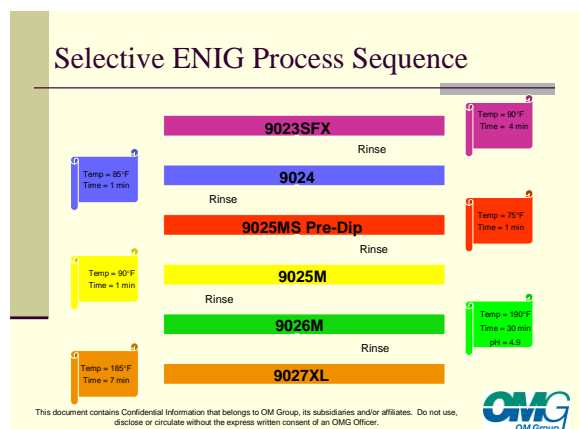 Selective ENIG Process Sequence
9023SFX
Temp = 90°F
Time = 4 min
Rinse
Temp = 85°F
Time = 1 min
9024
Rinse
9025MS Pre-Dip
Temp = 75°F
Time = 1 min
Rinse
Temp = 90°F
Time = 1 min
9025M
Rinse
9026M
Temp = 190°F
Time = 30 min
pH = 4.9
Rinse
Temp = 185°F
Time = 7 min
9027XL
This document contains Confidential Information that belongs to OM Group, its subsidiaries and/or affiliates. Do not use,
disclose or circulate without the express written consent of an OMG Officer.
OMG
OM Group